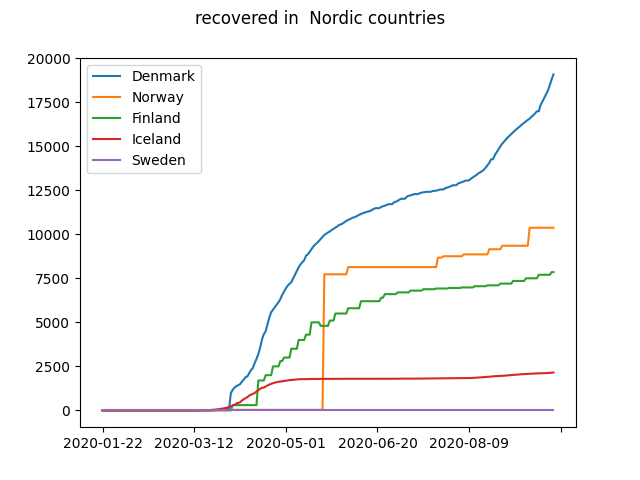 recovered in  Nordic countries
20000
17500
15000
12500
10000
7500
5000
2500
0
Denmark
Norway
Finland
Iceland
Sweden
2020-01-22 2020-03-12 2020-05-01 2020-06-20 2020-08-09